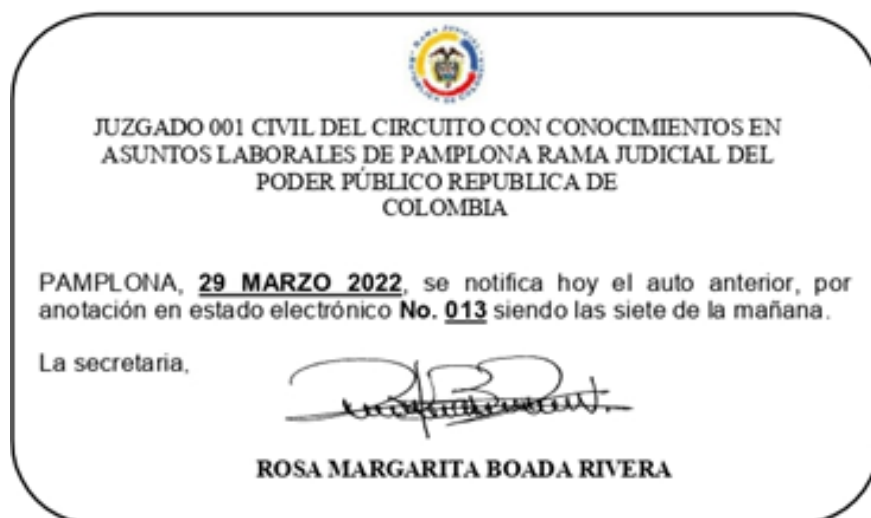 JUZGADO 001 CIVIL DEL CIRCUITO CON CONOCIMIENTOS EN
ASUNTOS LABORALES DE PAMPLONA RAMA JUDICIAL DEL
PODER PÚBLICO REPUBLICA DE
COLOMBIA
PAMPLONA, 29 MARZO 2022, se notifica hoy el auto anterior, por
anotación en estado electrónico No. 013 siendo las siete de la mañana.
La secretaria,
ROSA MARGARITA BOADA RIVERA